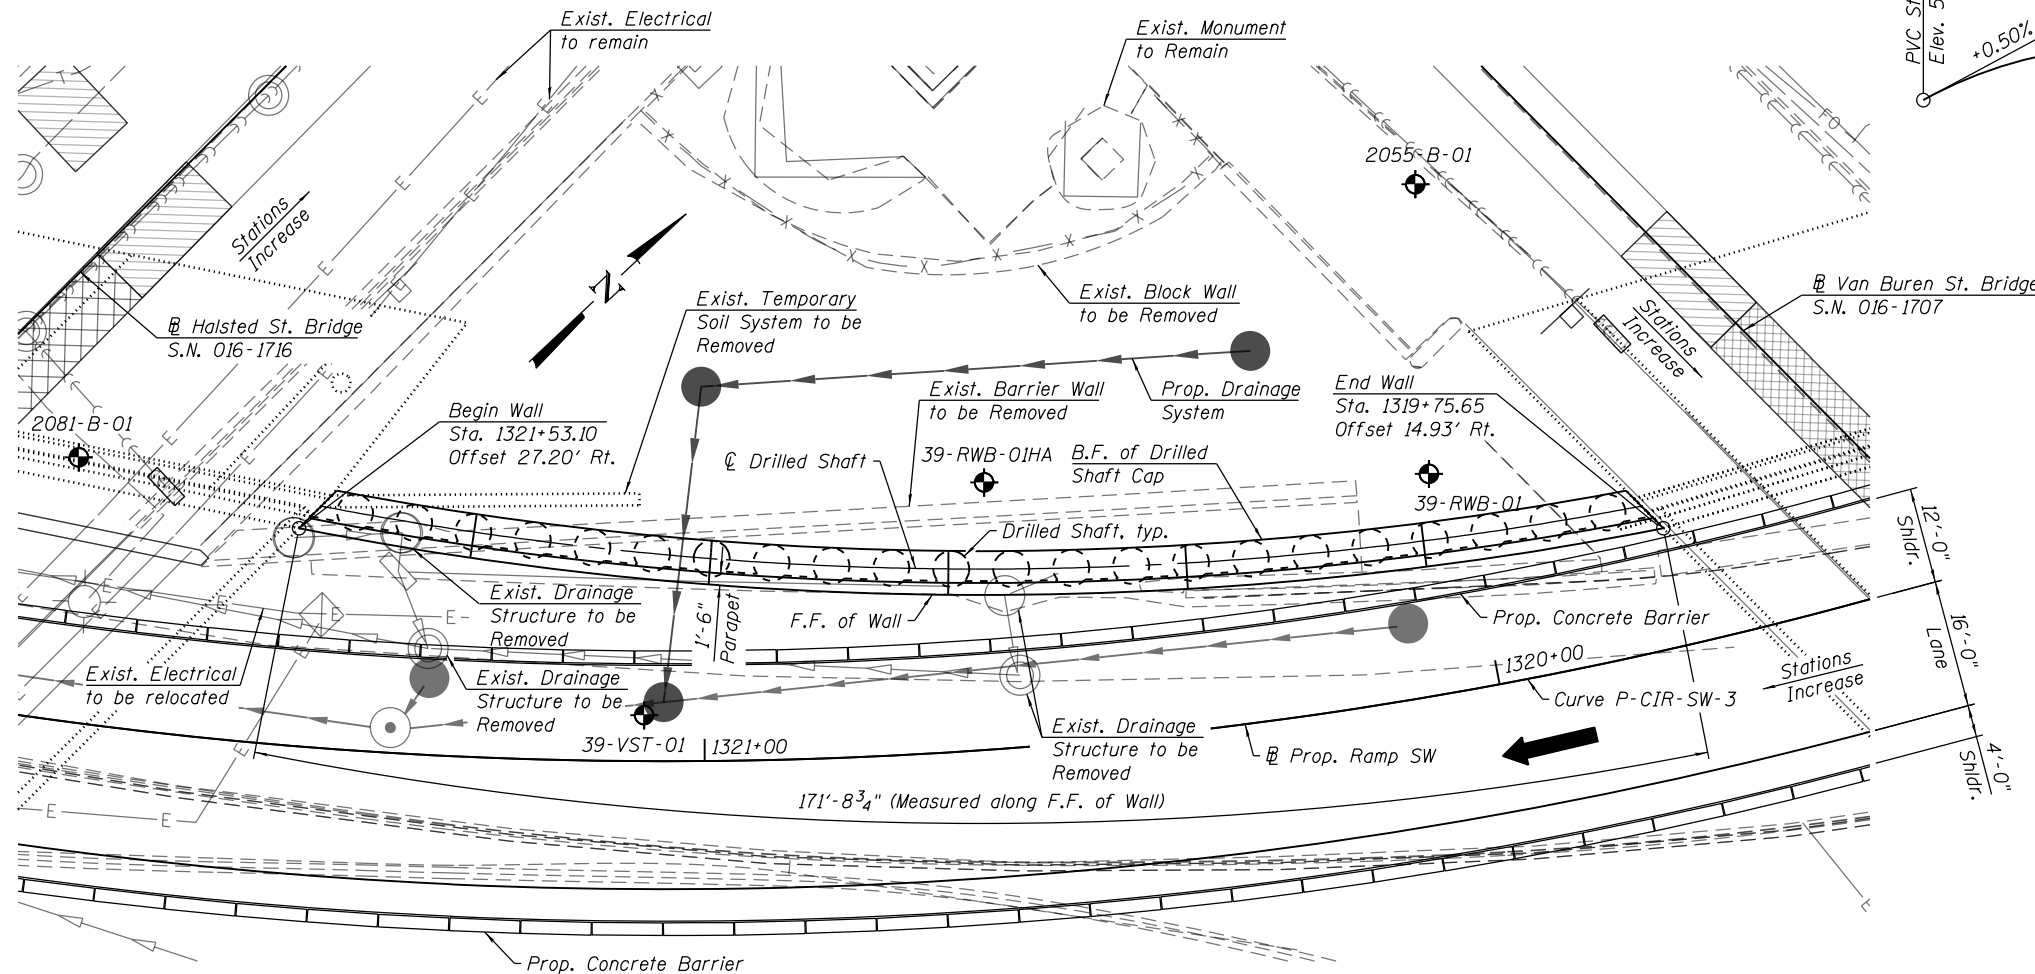 Exist. Electrical
to remain
Exist. Monument
to Remain
PVC
Elev. 5
+0.50%
2055-B-01
Stations
Increase
N
Exist. Temporary
Soil System to be
Removed
Exist. Block Wall
to be Removed
℄ Van Buren St. Bridge
S.N. 016-1707
Stations
Increase
℄ Halsted St. Bridge
S.N. 016-1716
Exist. Barrier Wall
to be Removed
Prop. Drainage
System
End Wall
Sta. 1319+75.65
Offset 14.93' Rt.
Begin Wall
Sta. 1321+53.10
Offset 27.20' Rt.
2081-B-01
℄ Drilled Shaft
39-RWB-01HA
B.F. of Drilled
Shaft Cap
39-RWB-01
Drilled Shaft, typ.
12'-0"
Shldr.
Exist. Drainage
Structure to be
Removed
1'-6"
Parapet
F.F. of Wall
Prop. Concrete Barrier
16'-0"
Lane
Exist. Electrical
to be relocated
Exist. Drainage
Structure to be
Removed
1320+00
Stations
Increase
Curve P-CIR-SW-3
39-VST-01
1321+00
Exist. Drainage
Structure to be
Removed
℄ Prop. Ramp SW
4'-0"
Shldr.
171'-8¾" (Measured along F.F. of Wall)
Prop. Concrete Barrier
E
E
E
E
E
E
E
E
E
E
E
E
E
FO